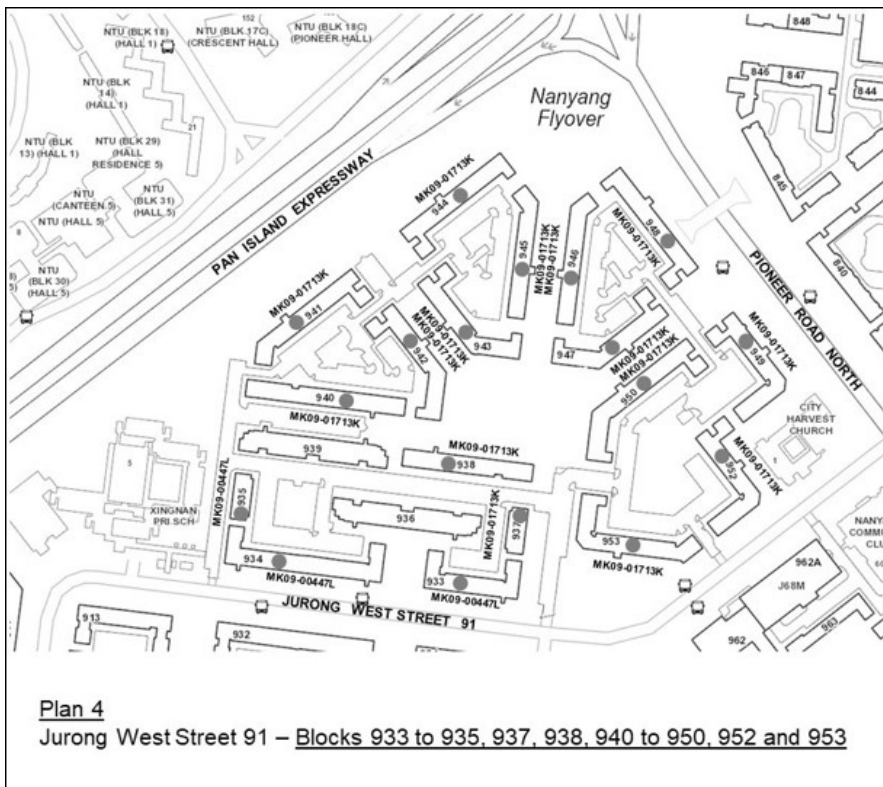 152
NTU (BLK 18)
(HALL 1)
NTU (BLK 17C)
(CRESCENT HALL)
NTU (BLK 18C)
(PIONEER HALL)
848
846
847
844
NTU (BLK
14)
(HALL 1)
21
Nanyang
Flyover
NTU (BLK
13) (HALL 1)
NTU (BLK 29)
(HALL
RESIDENCE 5)
NTU
(CANTEEN 5)
NTU
(BLK 31)
(HALL 5)
NTU (HALL 5)
8
NTU
(BLK 30)
(HALL 5)
PAN ISLAND EXPRESSWAY
845
840
MK09-01713K
944
945
MK09-01713K
MK09-01713K
946
948
MK09-01713K
PIONEER ROAD NORTH
MK09-01713K
941
942
MK09-01713K
MK09-01713K
943
947
MK09-01713K
MK09-01713K
950
MK09-01713K
949
940
MK09-01713K
939
MK09-01713K
938
CITY
HARVEST
CHURCH
1
MK09-01713K
952
5
XINGNAN
PRI SCH
MK09-00447L
935
936
MK09-01713K
937
953
MK09-01713K
934
MK09-00447L
933
MK09-00447L
JURONG WEST STREET 91
962A
J68M
962
963
913
932
Plan 4
Jurong West Street 91 – Blocks 933 to 935, 937, 938, 940 to 950, 952 and 953